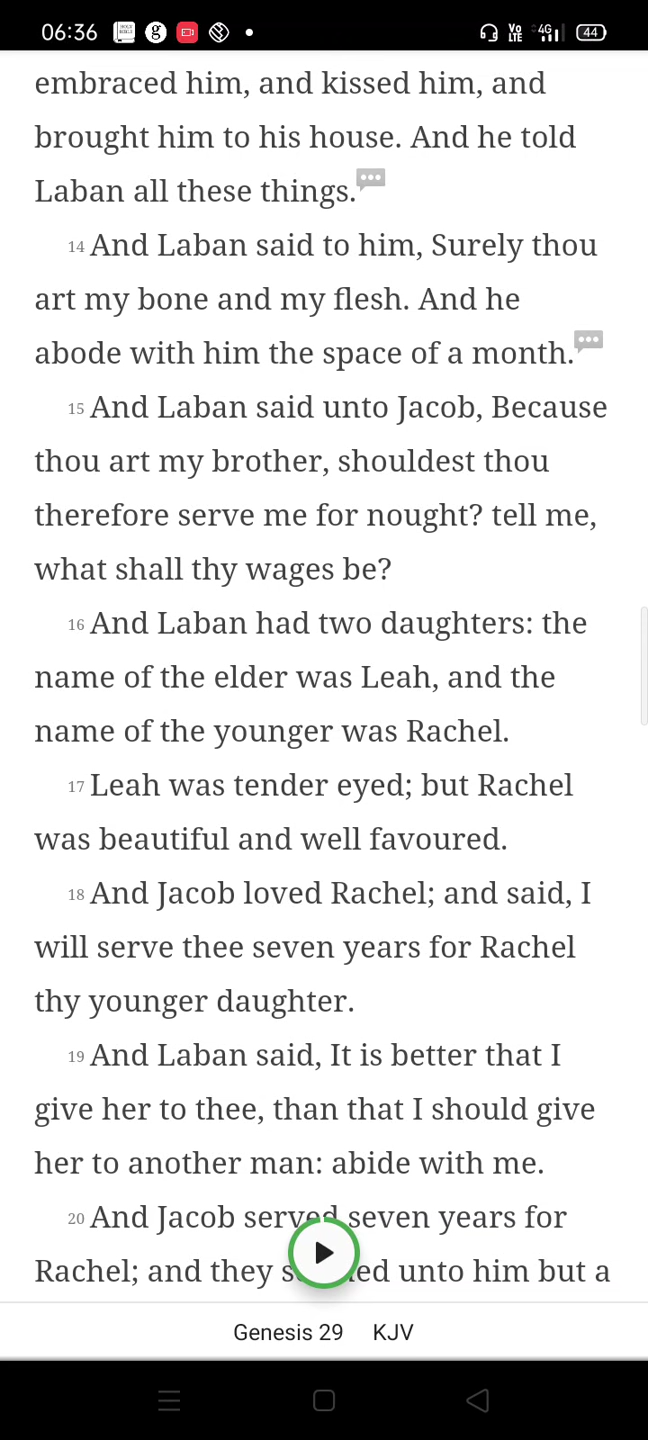 06:36
Vo
LTE
4G
44
embraced him, and kissed him, and
brought him to his house. And he told
Laban all these things.
14 And Laban said to him, Surely thou
art my bone and my flesh. And he
abode with him the space of a month.
15 And Laban said unto Jacob, Because
thou art my brother, shouldest thou
therefore serve me for nought? tell me,
what shall thy wages be?
16 And Laban had two daughters: the
name of the elder was Leah, and the
name of the younger was Rachel.
17 Leah was tender eyed; but Rachel
was beautiful and well favoured.
18 And Jacob loved Rachel; and said, I
will serve thee seven years for Rachel
thy younger daughter.
19 And Laban said, It is better that I
give her to thee, than that I should give
her to another man: abide with me.
20 And Jacob served seven years for
Rachel; and they unto him but a
Genesis 29 KJV